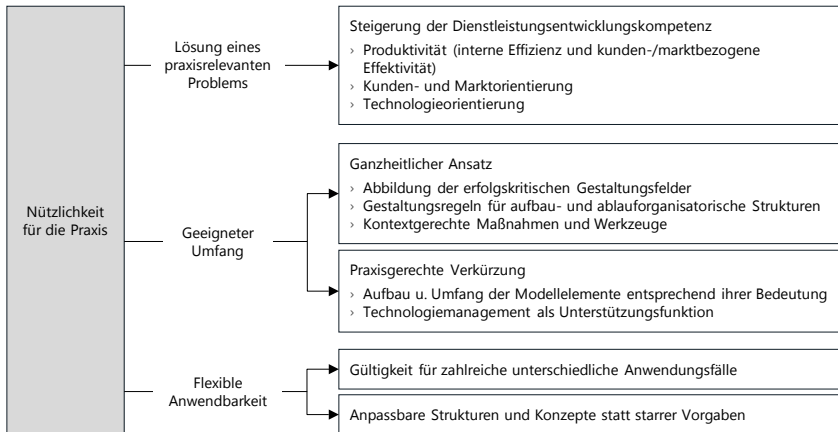 Nützlichkeit
für die Praxis
Lösung eines
praxisrelevanten
Problems
Steigerung der Dienstleistungsentwicklungskompetenz
› Produktivität (interne Effizienz und kunden-/marktbezogene
Effektivität)
› Kunden- und Marktorientierung
› Technologieorientierung
Geeigneter
Umfang
Ganzheitlicher Ansatz
› Abbildung der erfolgskritischen Gestaltungsfelder
› Gestaltungsregeln für aufbau- und ablauforganisatorische Strukturen
› Kontextgerechte Maßnahmen und Werkzeuge
Praxisgerechte Verkürzung
› Aufbau u. Umfang der Modellelemente entsprechend ihrer Bedeutung
› Technologiemanagement als Unterstützungsfunktion
Flexible
Anwendbarkeit
Gültigkeit für zahlreiche unterschiedliche Anwendungsfälle
Anpassbare Strukturen und Konzepte statt starrer Vorgaben